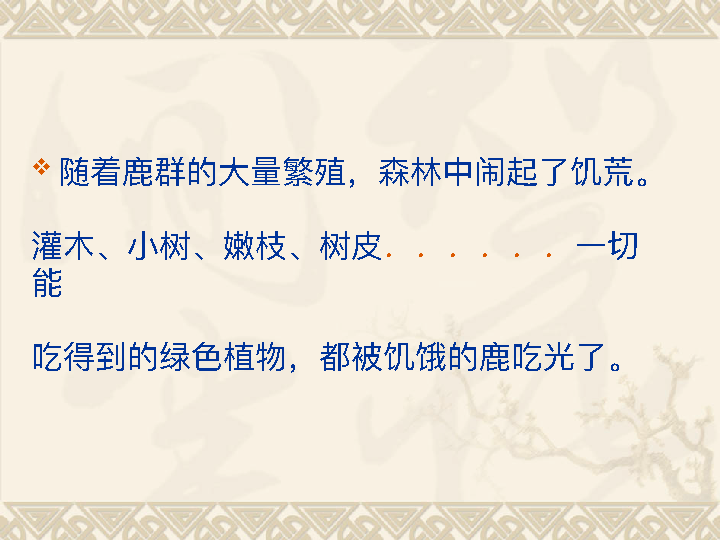 随着鹿群的大量繁殖，森林中闹起了饥荒。
灌木、小树、嫩枝、树皮．．．．．．一切
能
吃得到的绿色植物，都被饥饿的鹿吃光了。